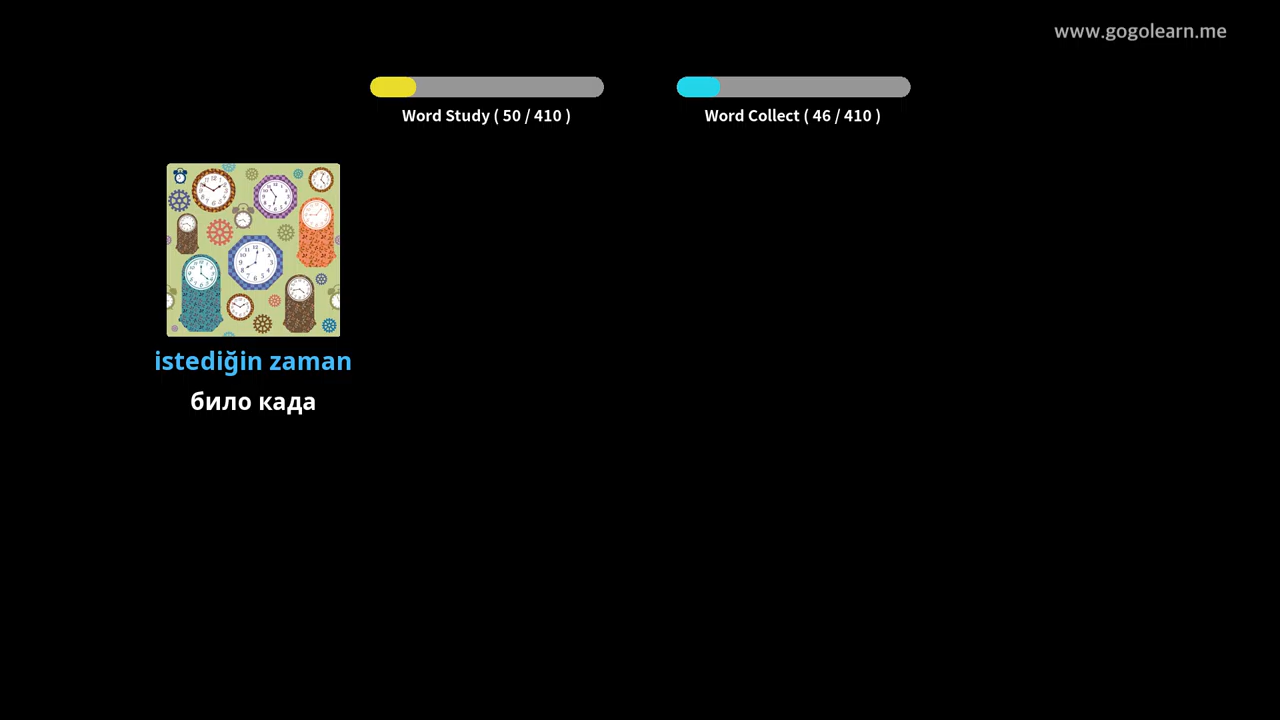 www.gogolearn.me
Word Study ( 50 / 410 )
Word Collect ( 46 / 410 )
istediğin zaman
било када